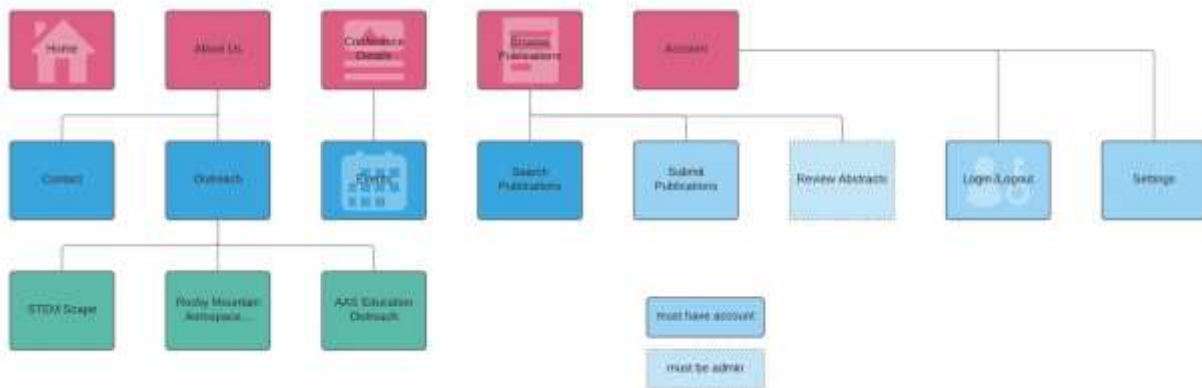 Home
About Us
Conference
Details
Browse
Publications
Account
Contact
Outreach
Events
Search
Publications
Submit
Publications
Review Abstracts
Login /Logout
Settings
STEM Scape
Rocky Mountain
Aerospace....
AAS Education
Outreach
must have account
must be admin